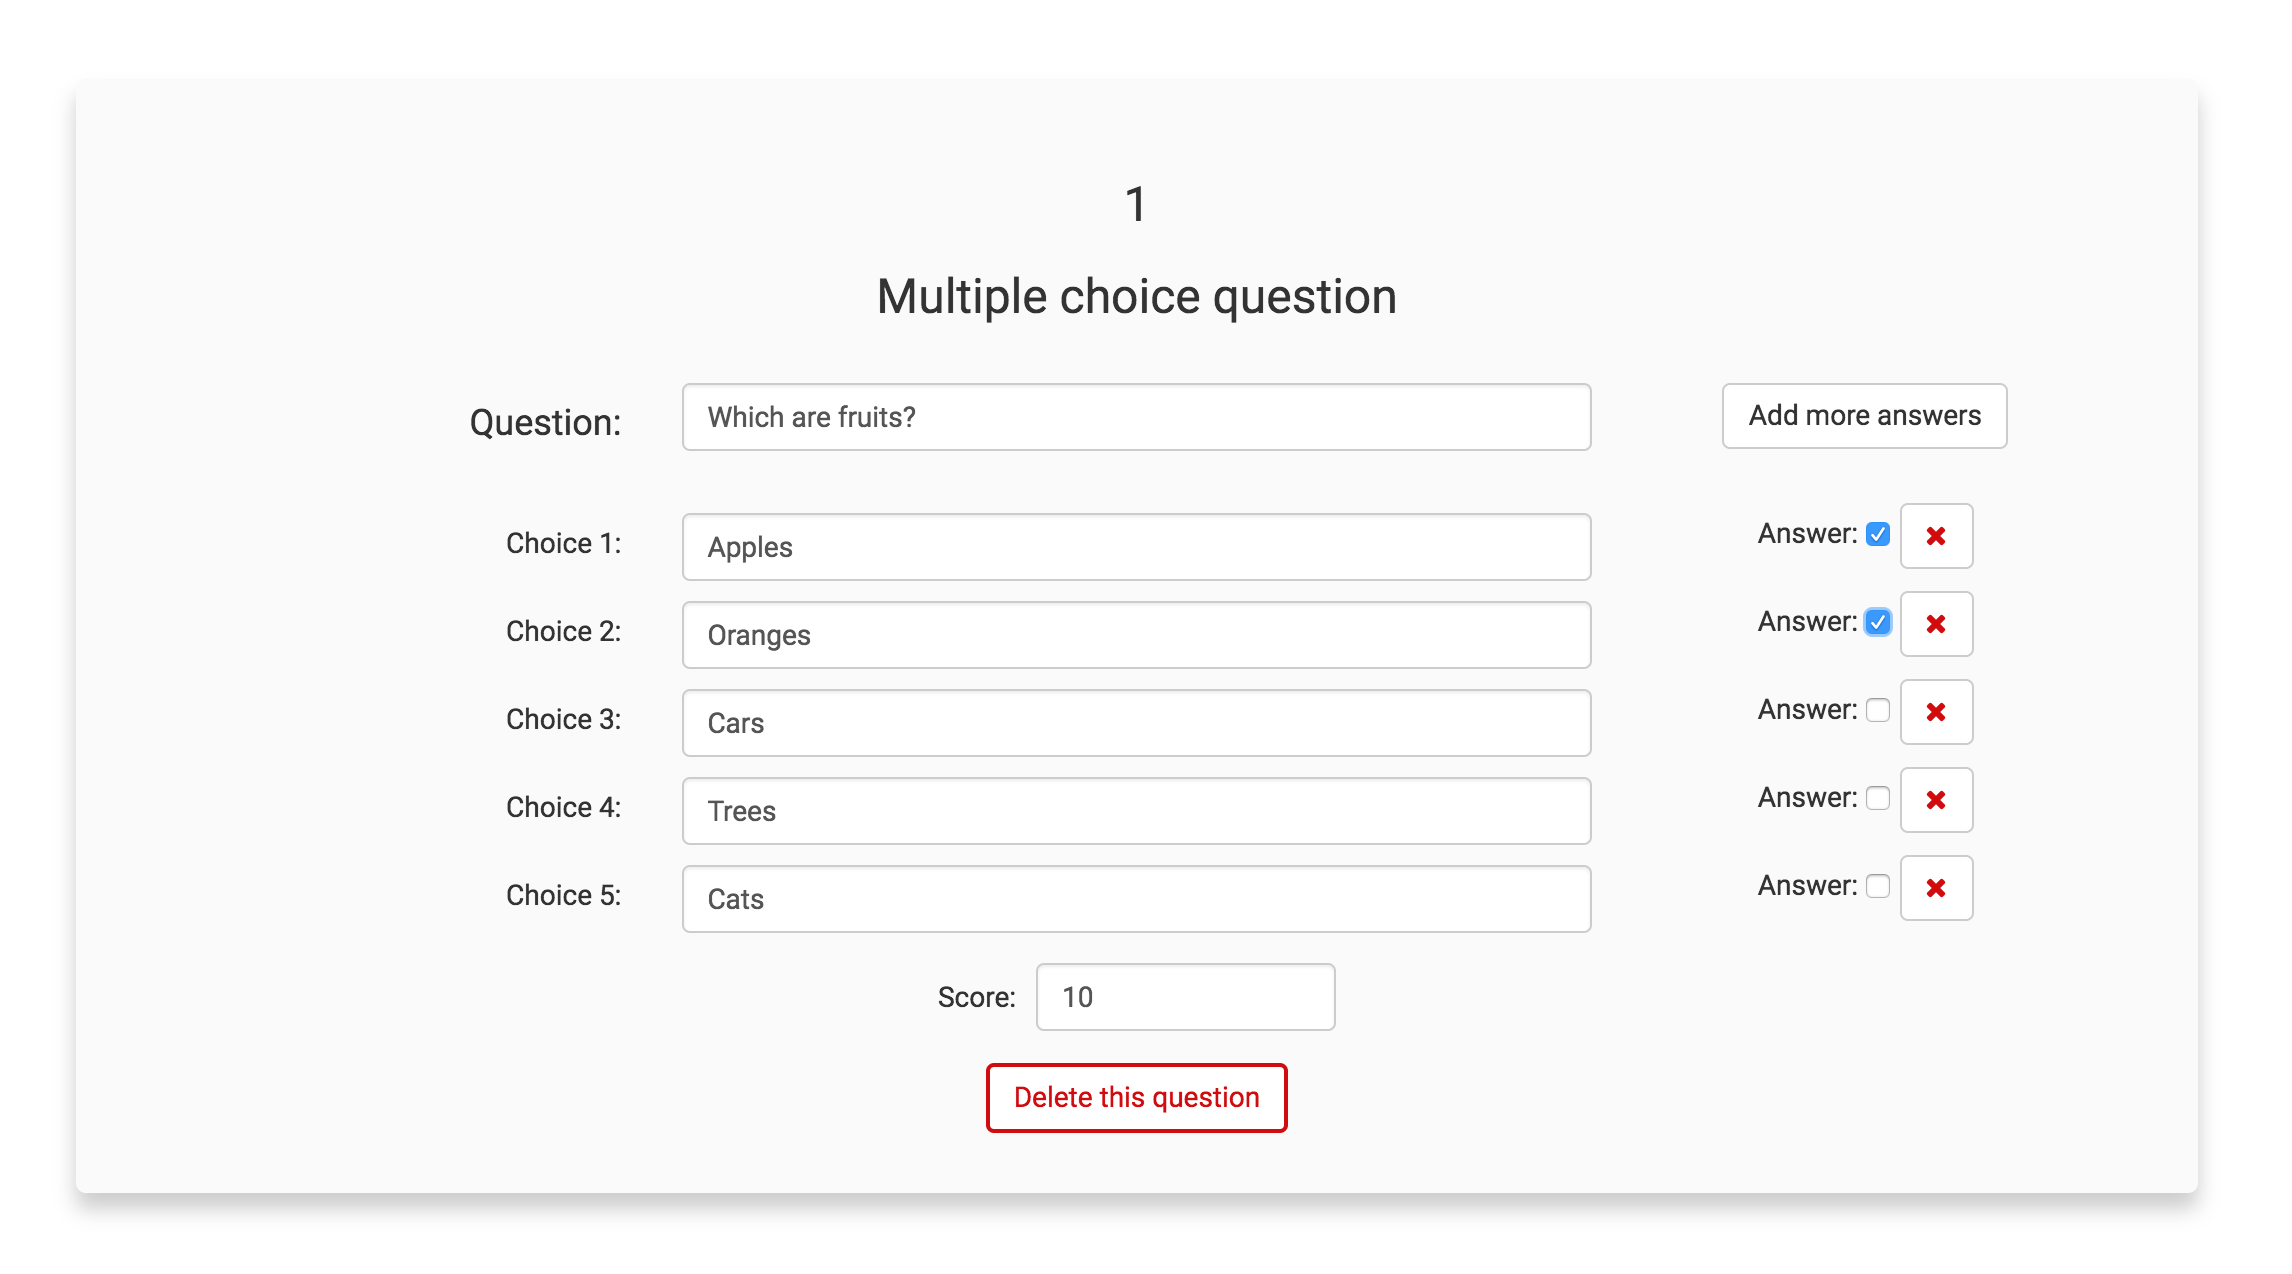 1
Multiple choice question
Question: Which are fruits? Add more answers
Choice 1: Apples Answer:
Choice 2: Oranges Answer:
Choice 3: Cars Answer:
Choice 4: Trees Answer:
Choice 5: Cats Answer:
Score: 10
Delete this question